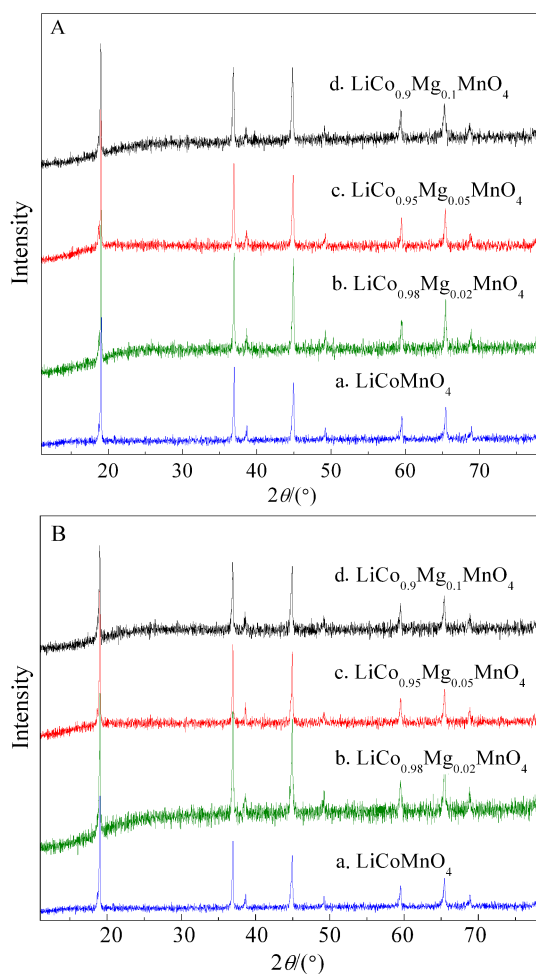 A
d. LiCo₀.₉Mg₀.₁MnO₄
c. LiCo₀.₉₅Mg₀.₀₅MnO₄
b. LiCo₀.₉₈Mg₀.₀₂MnO₄
a. LiCoMnO₄
Intensity
20 30 40 50 60 70
2θ/(°)
B
d. LiCo₀.₉Mg₀.₁MnO₄
c. LiCo₀.₉₅Mg₀.₀₅MnO₄
b. LiCo₀.₉₈Mg₀.₀₂MnO₄
a. LiCoMnO₄
Intensity
20 30 40 50 60 70
2θ/(°)